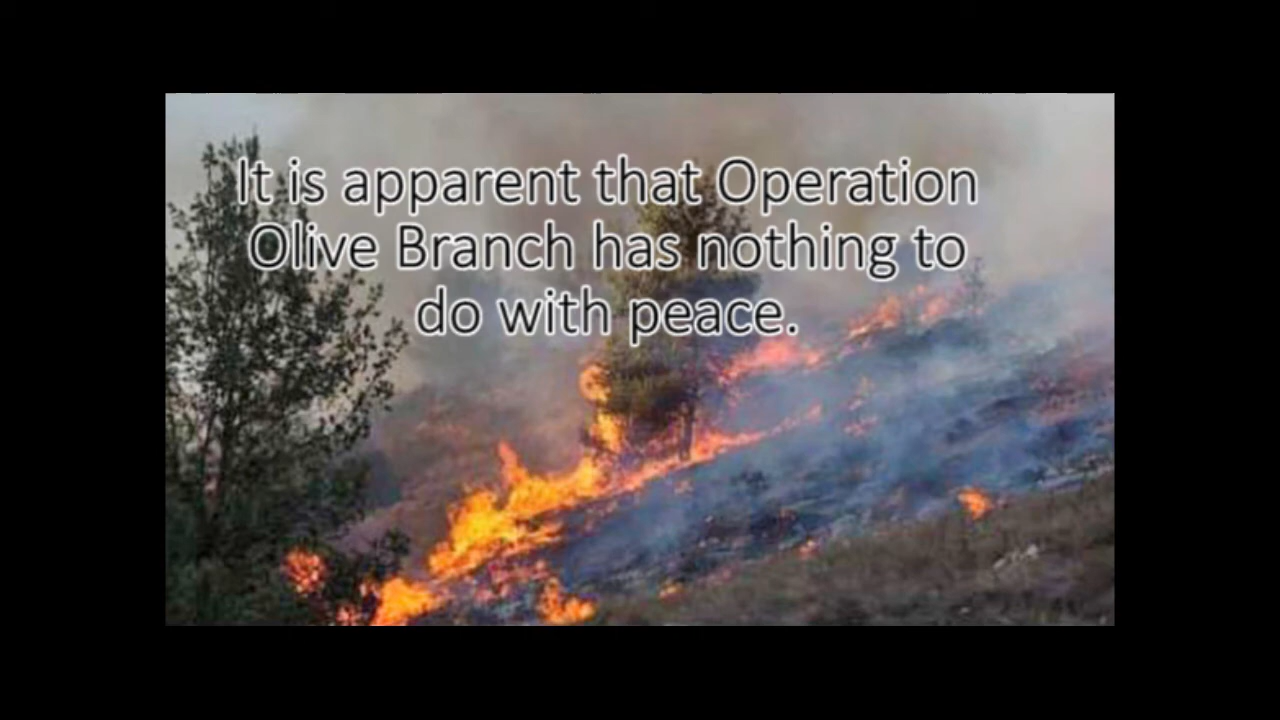 It is apparent that Operation
Olive Branch has nothing to
do with peace.